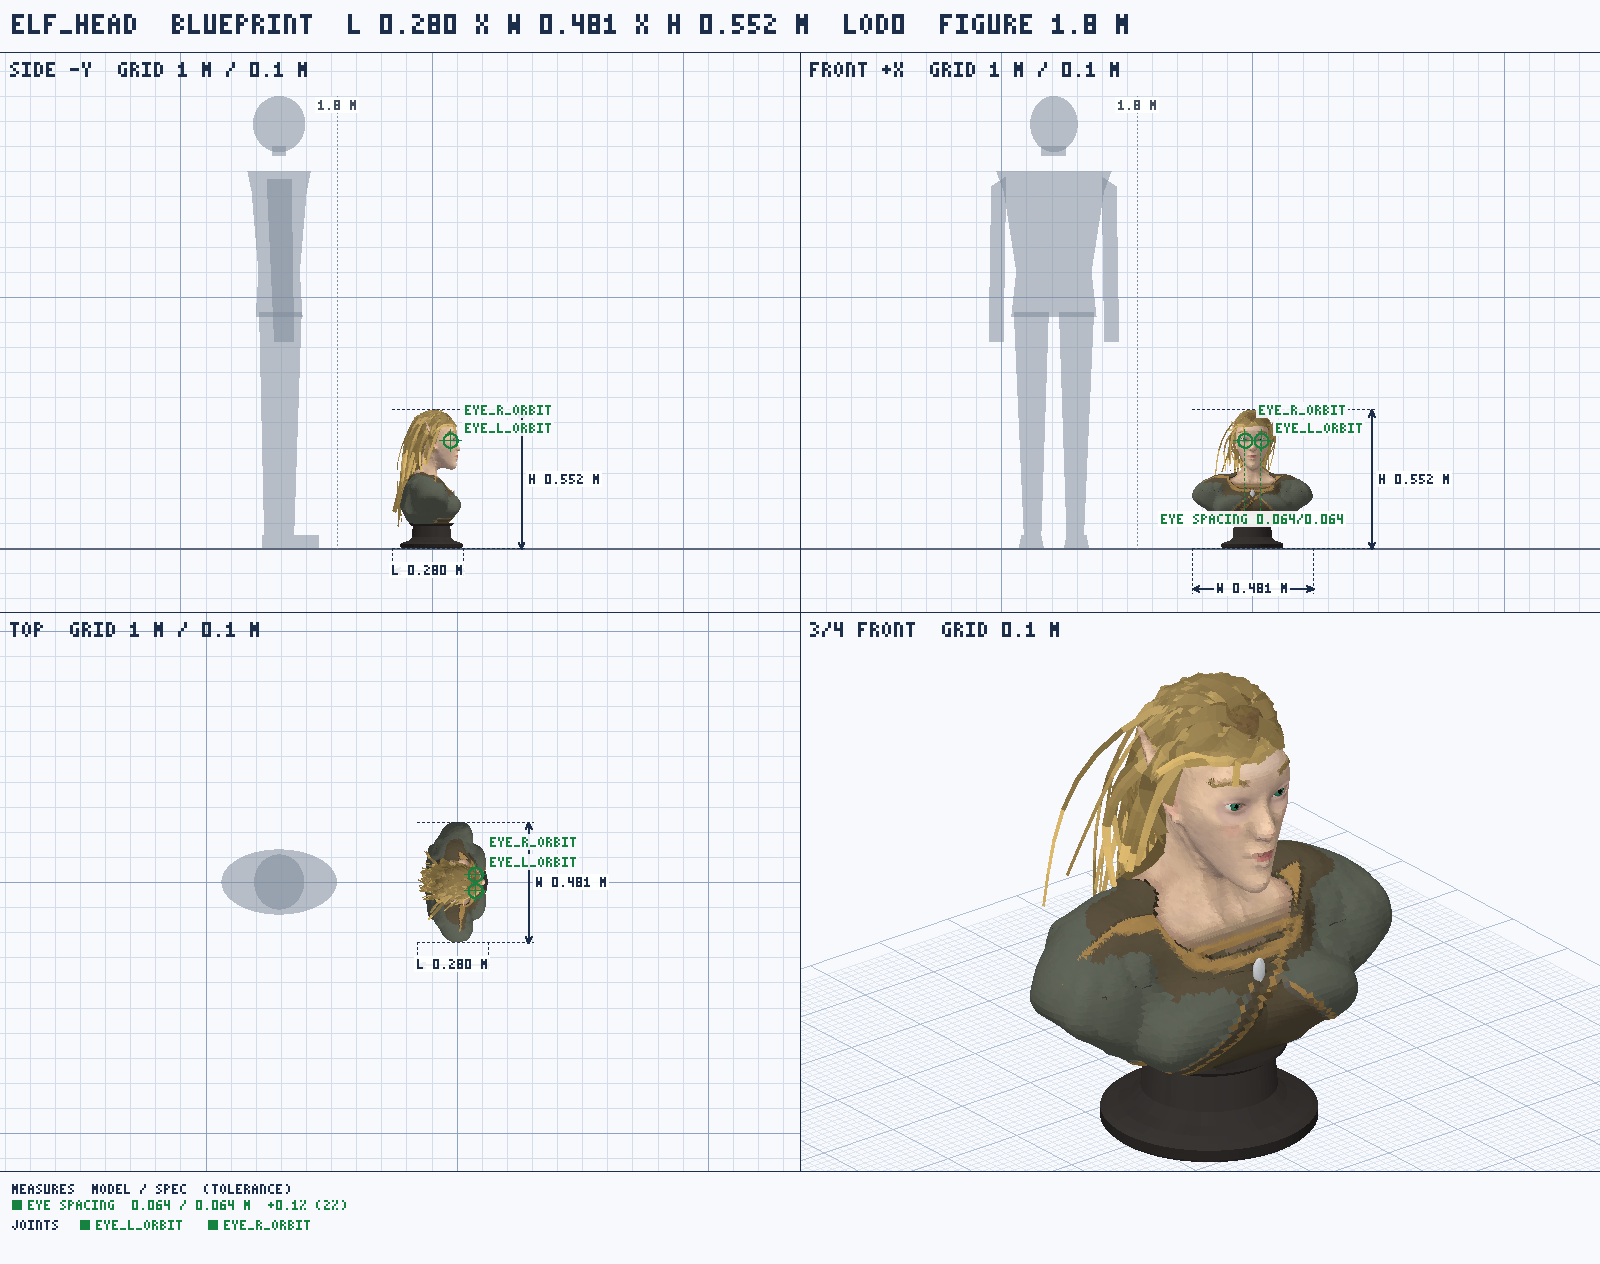 ELF_HEAD BLUEPRINT L 0.280 X W 0.481 X H 0.552 M LOD0 FIGURE 1.8 M
SIDE -Y GRID 1 M / 0.1 M
1.8 M
EYE_R_ORBIT
EYE_L_ORBIT
H 0.552 M
L 0.280 M
FRONT +X GRID 1 M / 0.1 M
1.8 M
EYE_R_ORBIT
EYE_L_ORBIT
H 0.552 M
EYE SPACING 0.064/0.064
W 0.481 M
TOP GRID 1 M / 0.1 M
EYE_R_ORBIT
EYE_L_ORBIT
W 0.481 M
L 0.280 M
3/4 FRONT GRID 0.1 M
MEASURES MODEL / SPEC (TOLERANCE)
EYE SPACING 0.064 / 0.064 M +0.1% (2%)
JOINTS EYE_L_ORBIT EYE_R_ORBIT